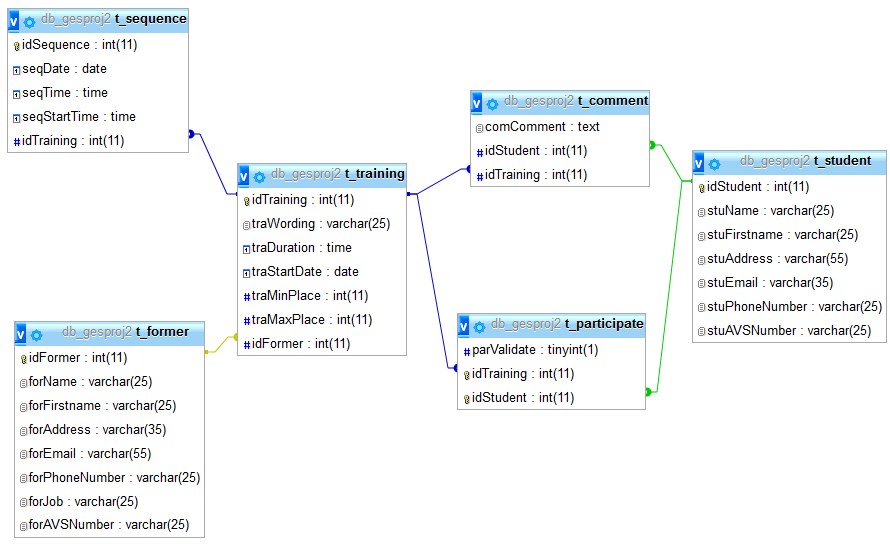 db_gesproj2 t_sequence
idSequence : int(11)
seqDate : date
seqTime : time
seqStartTime : time
idTraining : int(11)
db_gesproj2 t_training
idTraining : int(11)
traWording : varchar(25)
traDuration : time
traStartDate : date
traMinPlace : int(11)
traMaxPlace : int(11)
idFormer : int(11)
db_gesproj2 t_former
idFormer : int(11)
forName : varchar(25)
forFirstname : varchar(25)
forAddress : varchar(35)
forEmail : varchar(55)
forPhoneNumber : varchar(25)
forJob : varchar(25)
forAVSNumber : varchar(25)
db_gesproj2 t_comment
comComment : text
idStudent : int(11)
idTraining : int(11)
db_gesproj2 t_participate
parValidate : tinyint(1)
idTraining : int(11)
idStudent : int(11)
db_gesproj2 t_student
idStudent : int(11)
stuName : varchar(25)
stuFirstname : varchar(25)
stuAddress : varchar(55)
stuEmail : varchar(35)
stuPhoneNumber : varchar(25)
stuAVSNumber : varchar(25)